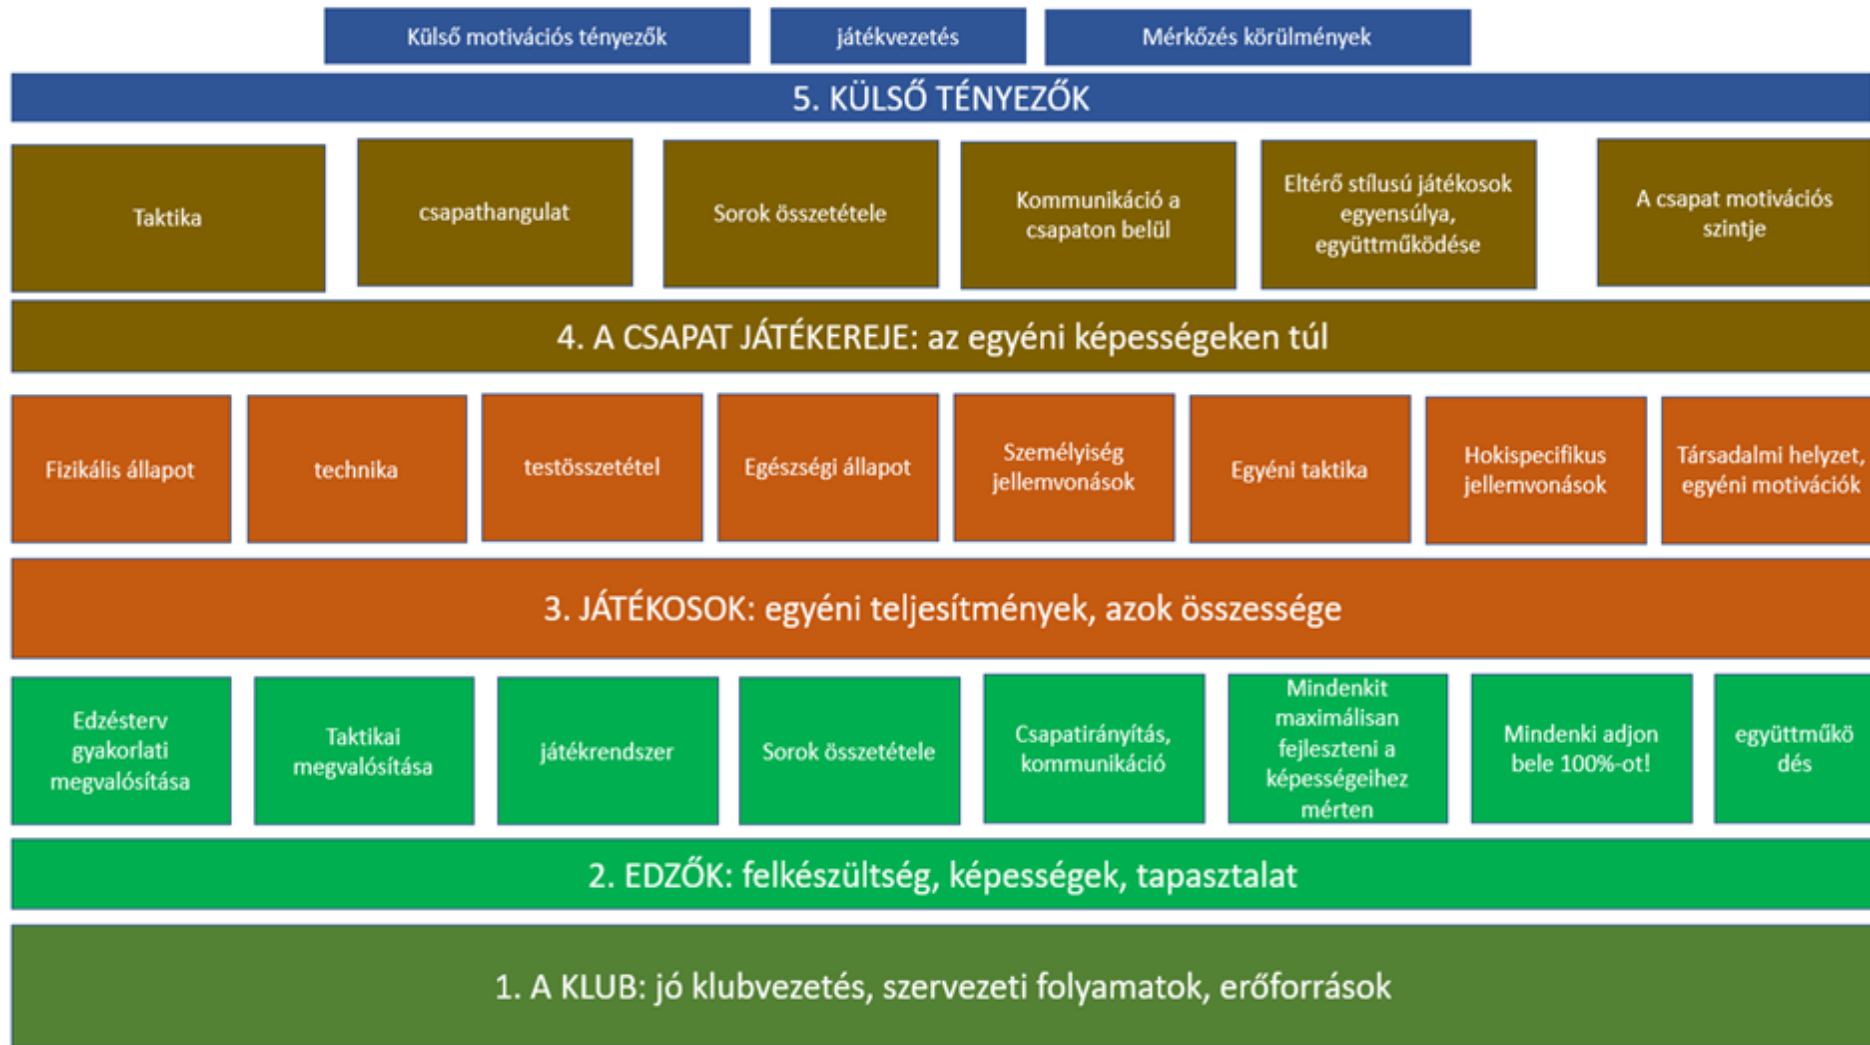 Külső motivációs tényezők
játékvezetés
Mérkőzés körülmények
5. KÜLSŐ TÉNYEZŐK
Taktika
csapathangulat
Sorok összetétele
Kommunikáció a
csapaton belül
Eltérő stílusú játékosok
egyensúlya,
együttműködése
A csapat motivációs
szintje
4. A CSAPAT JÁTÉKEREJE: az egyéni képességeken túl
Fizikális állapot
technika
testösszetétel
Egészségi állapot
Személyiség
jellemvonások
Egyéni taktika
Hokispecifikus
jellemvonások
Társadalmi helyzet,
egyéni motivációk
3. JÁTÉKOSOK: egyéni teljesítmények, azok összessége
Edzésterv
gyakorlati
megvalósítása
Taktikai
megvalósítása
játékrendszer
Sorok összetétele
Csapatirányítás,
kommunikáció
Mindenkit
maximálisan
fejleszteni a
képességeihez
mérten
Mindenki adjon
bele 100%-ot!
együttműkö
dés
2. EDZŐK: felkészültség, képességek, tapasztalat
1. A KLUB: jó klubvezetés, szervezeti folyamatok, erőforrások